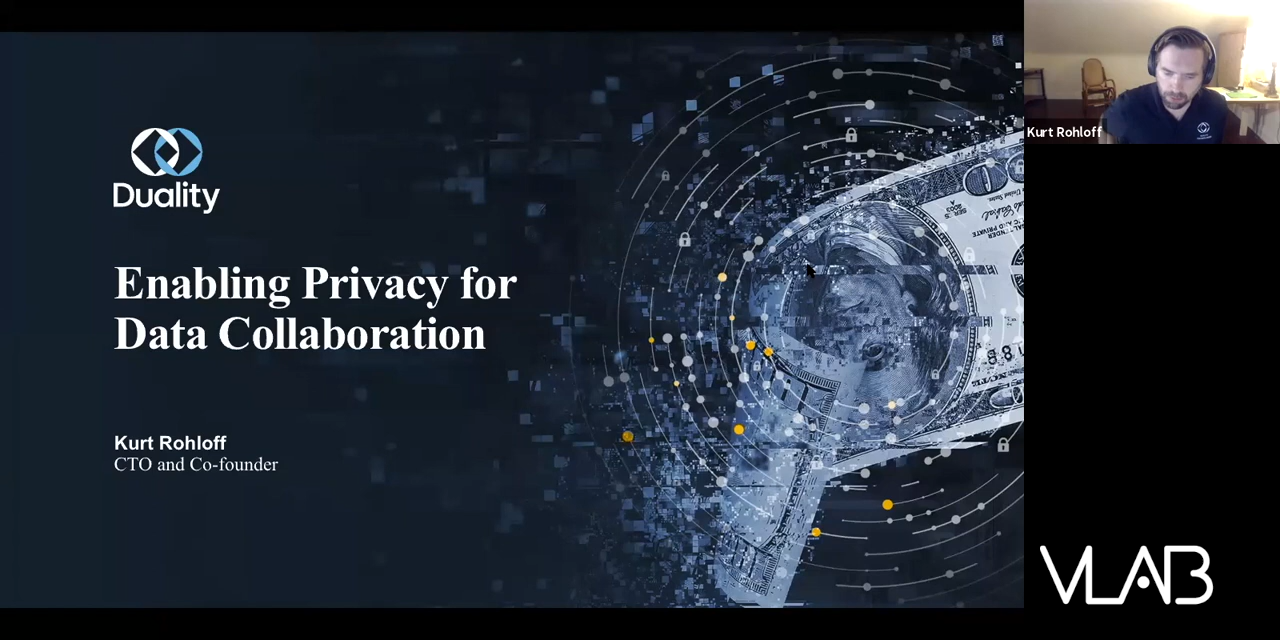 Duality
Enabling Privacy for
Data Collaboration
Kurt Rohloff
CTO and Co-founder
Kurt Rohloff
VLAB